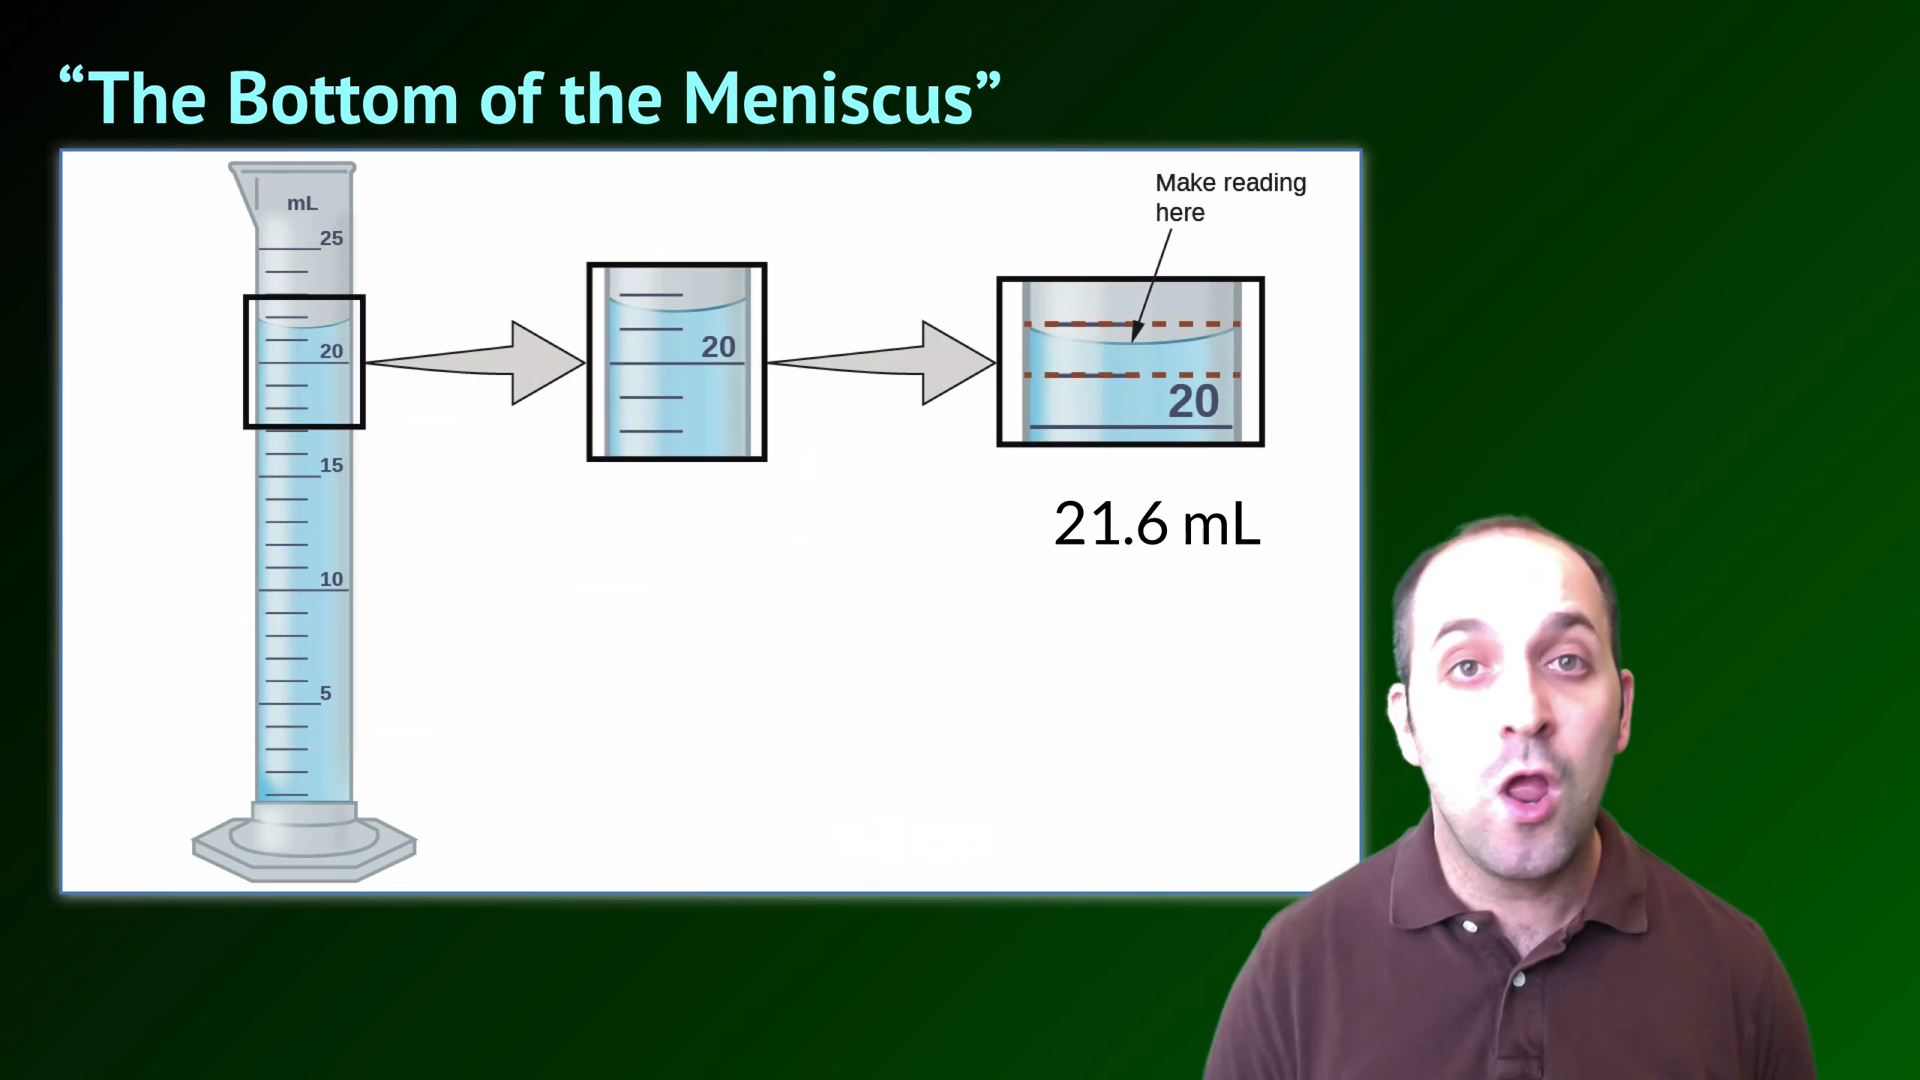 “The Bottom of the Meniscus”
mL
25
20
15
10
5
20
Make reading
here
20
21.6 mL